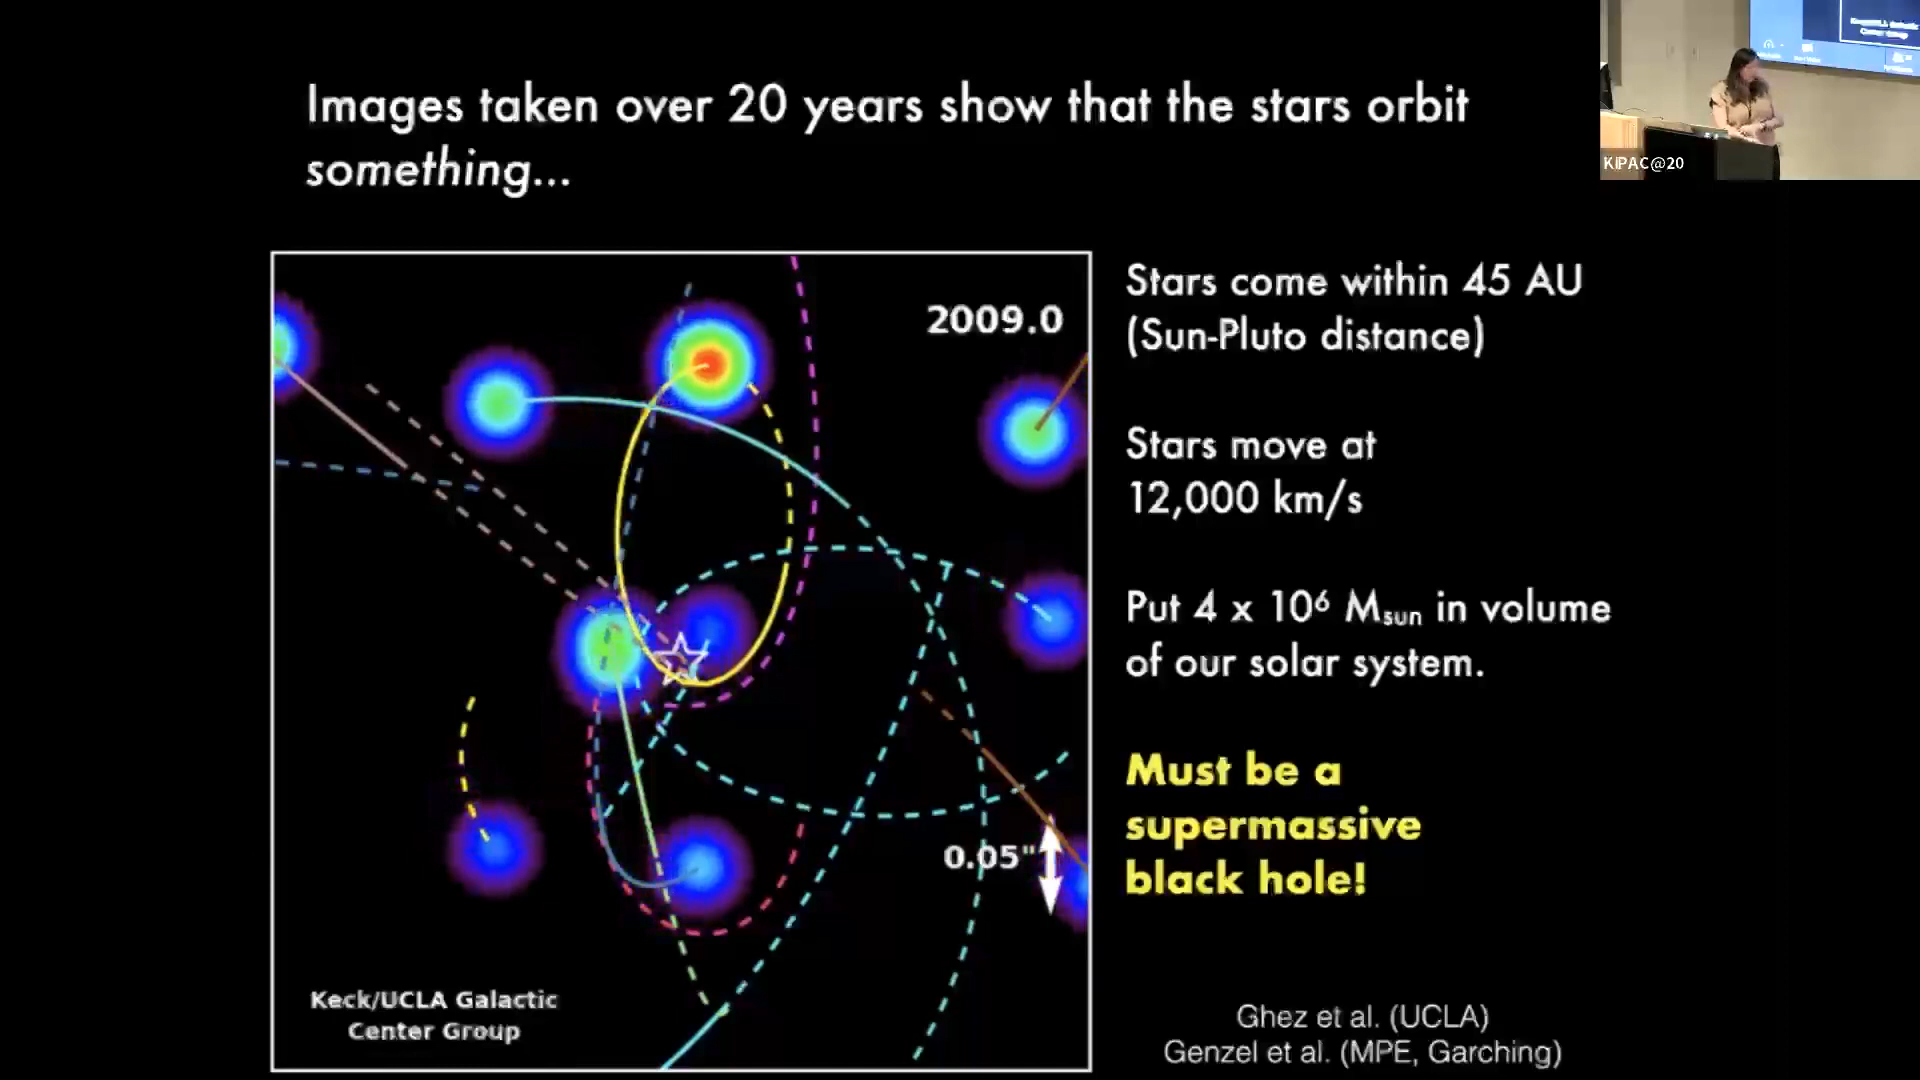 Images taken over 20 years show that the stars orbit
something...
KIPAC@20
2009.0
Stars come within 45 AU
(Sun-Pluto distance)
Stars move at
12,000 km/s
Put 4 x 10⁶ Msun in volume
of our solar system.
Must be a
supermassive
black hole!
0.05"
Keck/UCLA Galactic
Center Group
Ghez et al. (UCLA)
Genzel et al. (MPE, Garching)